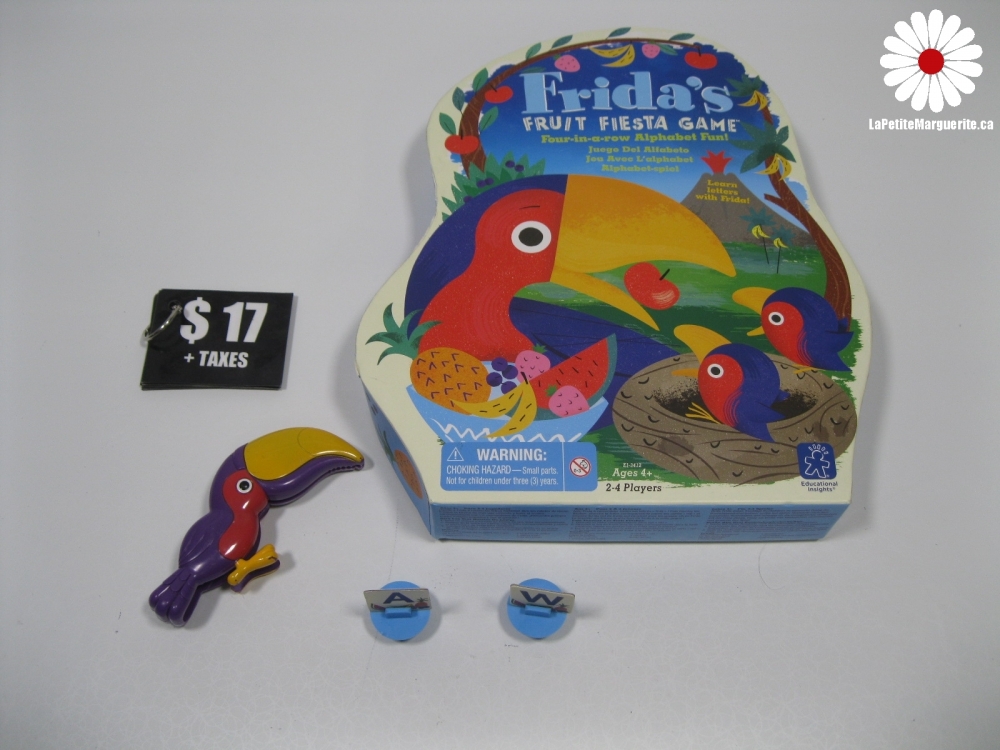 LaPetiteMarguerite.ca
Frida's
FRUIT FIESTA GAME™
Four-in-a-row Alphabet Fun!
Juego Del Alfabeto
Jeu Avec L'alphabet
Alphabet-spiel
Learn
letters
with Frida!
$ 17
+ TAXES
WARNING:
CHOKING HAZARD — Small parts.
Not for children under three (3) years.
EI-3412
Ages 4+
2-4 Players
Educational
Insights®
A
W